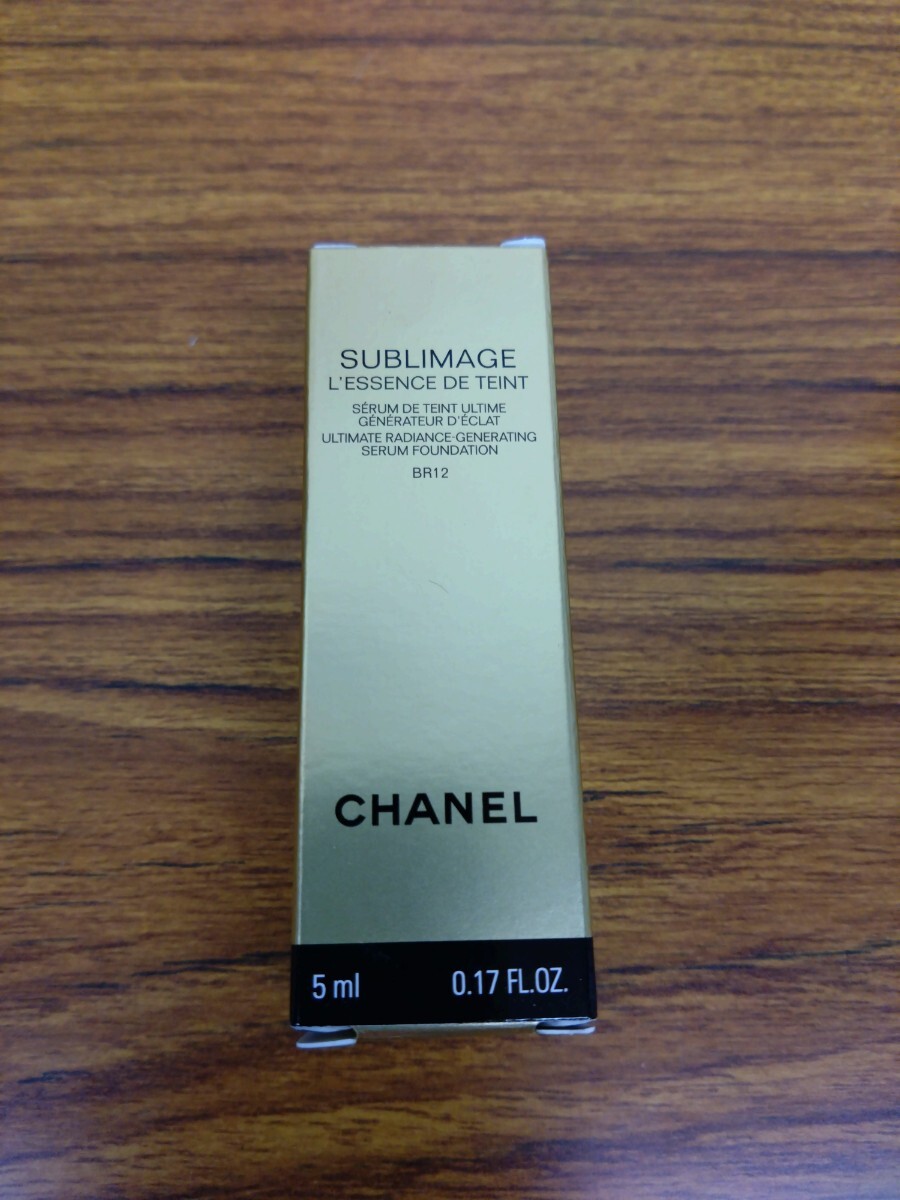 SUBLIMAGE
L'ESSENCE DE TEINT
SÉRUM DE TEINT ULTIME
GÉNÉRATEUR D'ÉCLAT
ULTIMATE RADIANCE-GENERATING
SERUM FOUNDATION
BR12
CHANEL
5 ml 0.17 FL.OZ.